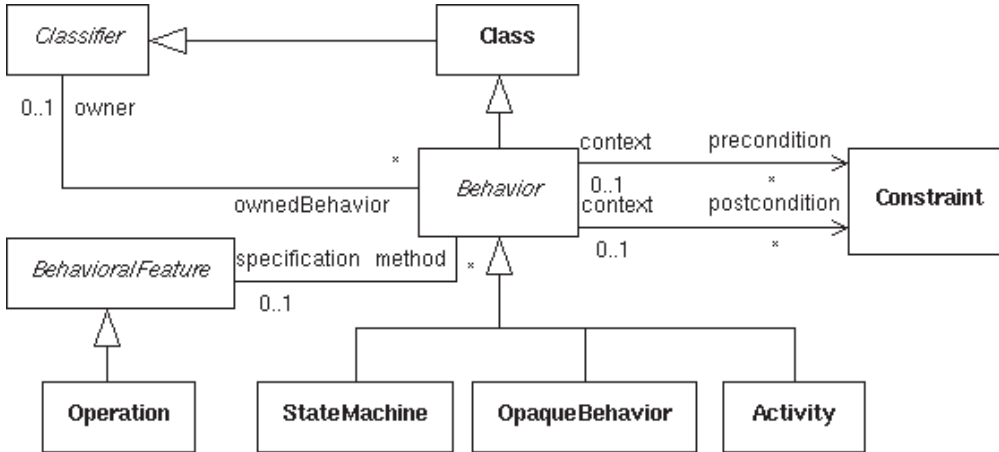 Classifier
Class
0..1 owner
context precondition
*
Behavior
0..1 *
Constraint
ownedBehavior
context postcondition
BehavioralFeature
specification method *
0..1 *
0..1
Operation
StateMachine
OpaqueBehavior
Activity